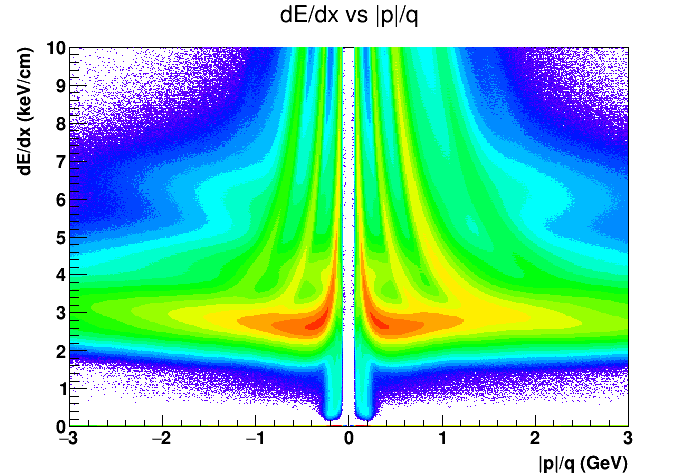 dE/dx vs |p|/q
dE/dx (keV/cm)
10
9
8
7
6
5
4
3
2
1
0
−3 −2 −1 0 1 2 3
|p|/q (GeV)